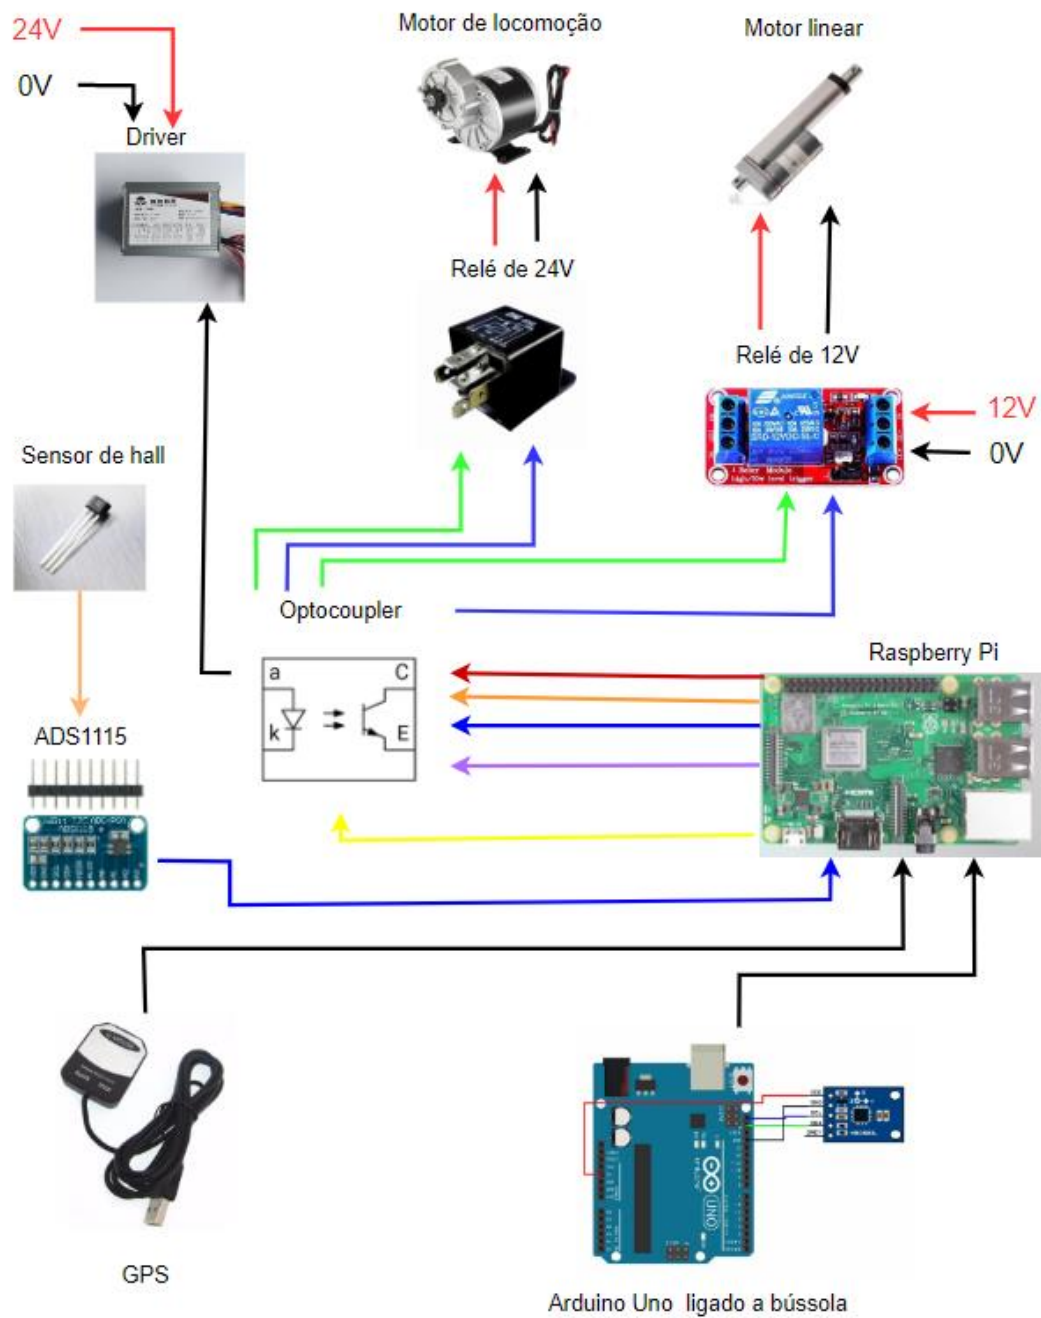 24V
0V
Driver
Motor de locomoção
Motor linear
Relé de 24V
Relé de 12V
12V
0V
Sensor de hall
Optocoupler
a
C
k
E
Raspberry Pi
ADS1115
GPS
UNO
Arduino Uno ligado a bússola